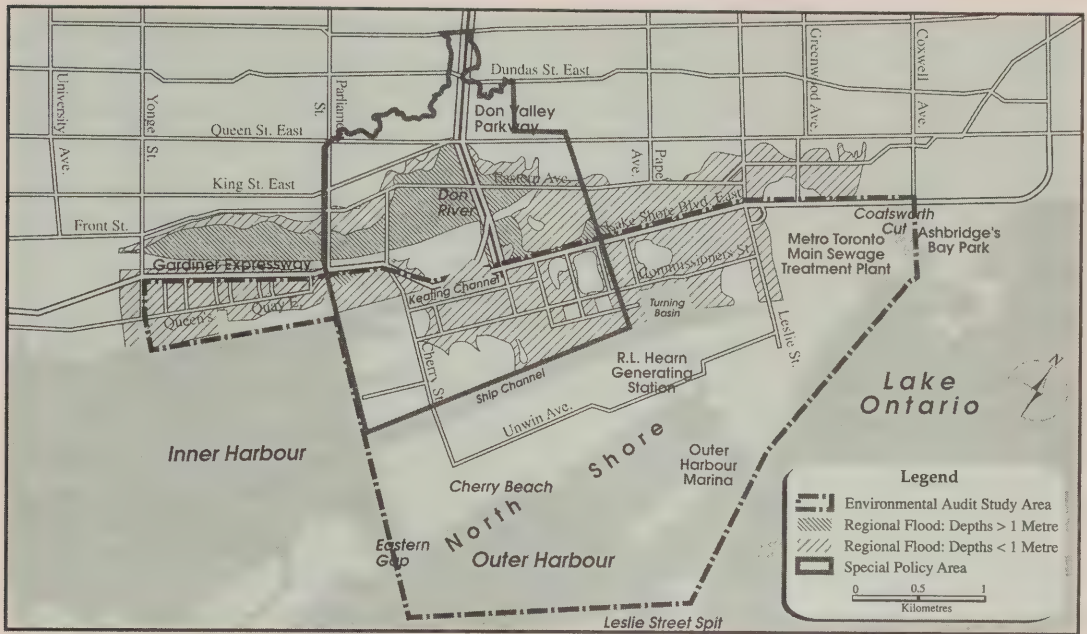 Dundas St. East
Don Valley
Parkway
University
Ave.
Yonge
St.
St.
Queen St. East
King St. East
Front St.
Don
River
Eastern Ave.
Ave.
Pape
Greenwood Ave.
Coxwell
Ave.
Lake Shore Blvd. East
Gardiner Expressway
Queen's Quay E.
Keating Channel
Commissioners St.
Turning
Basin
Cherry St.
Ship Channel
Unwin Ave.
R.L. Hearn
Generating
Station
Leslie St.
Metro Toronto
Main Sewage
Treatment Plant
Coatsworth
Cut
Ashbridge's
Bay Park
Lake
Ontario
N
Inner Harbour
Cherry Beach
North Shore
Outer
Harbour
Marina
Eastern
Gap
Outer Harbour
Leslie Street Spit
Legend
Environmental Audit Study Area
Regional Flood: Depths > 1 Metre
Regional Flood: Depths < 1 Metre
Special Policy Area
0 0.5 1
Kilometres